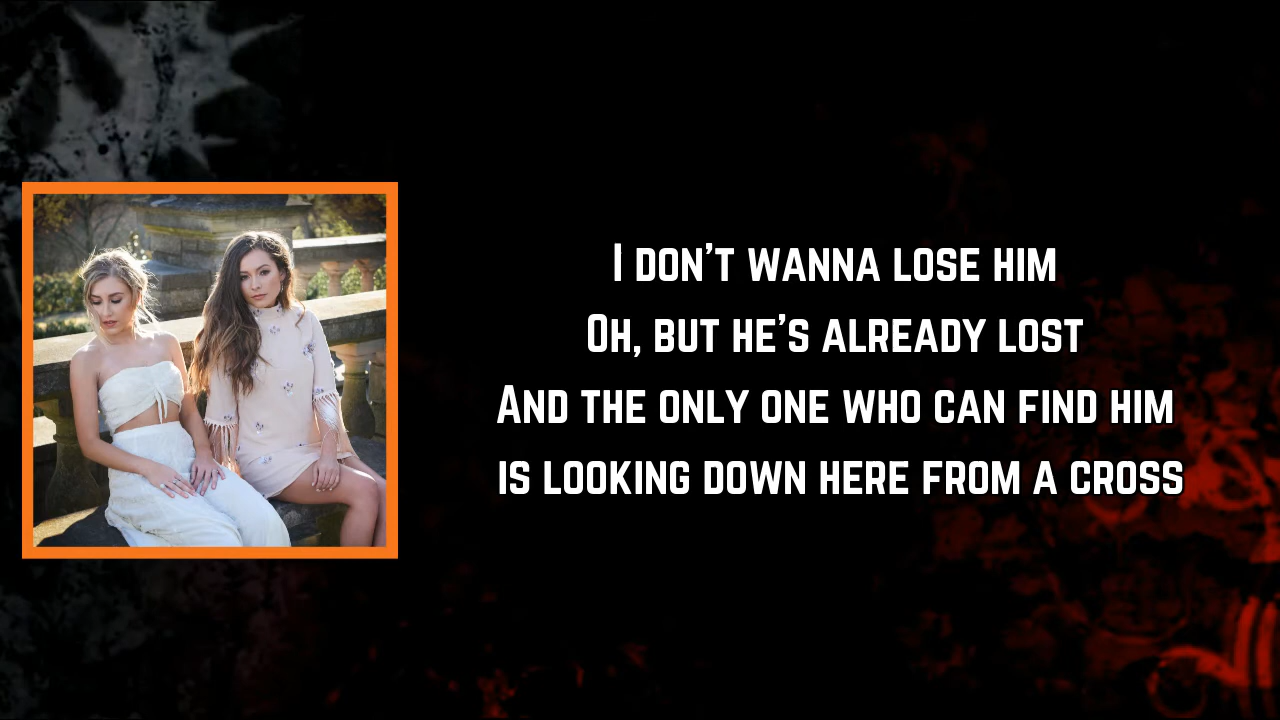 I don't wanna lose him
Oh, but he's already lost
And the only one who can find him
is looking down here from a cross